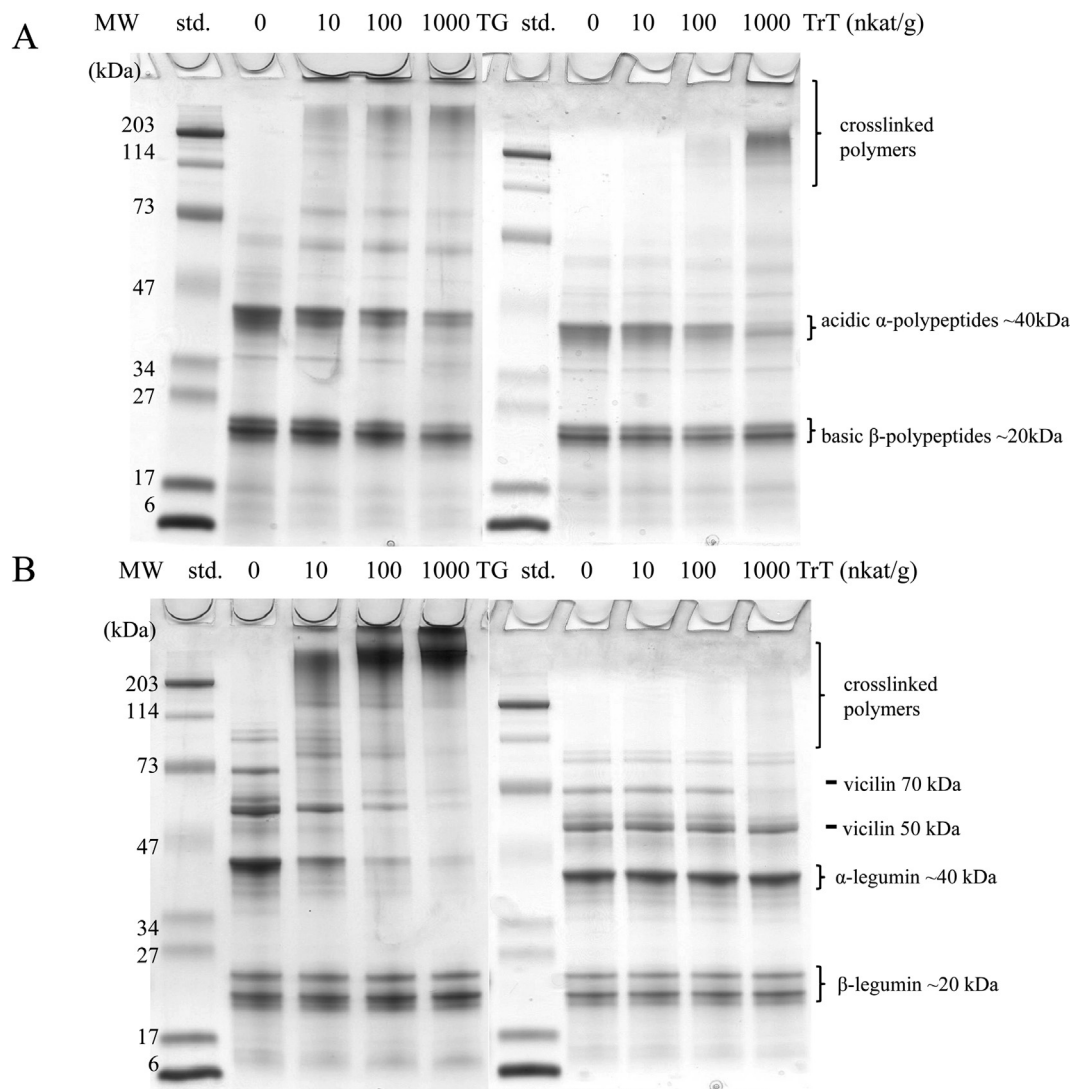 A
MW std. 0 10 100 1000 TG std. 0 10 100 1000 TrT (nkat/g)
(kDa)
203
114
73
47
34
27
17
6
crosslinked
polymers
acidic α-polypeptides ~40kDa
basic β-polypeptides ~20kDa
B
MW std. 0 10 100 1000 TG std. 0 10 100 1000 TrT (nkat/g)
(kDa)
203
114
73
47
34
27
17
6
crosslinked
polymers
vicilin 70 kDa
vicilin 50 kDa
α-legumin ~40 kDa
β-legumin ~20 kDa